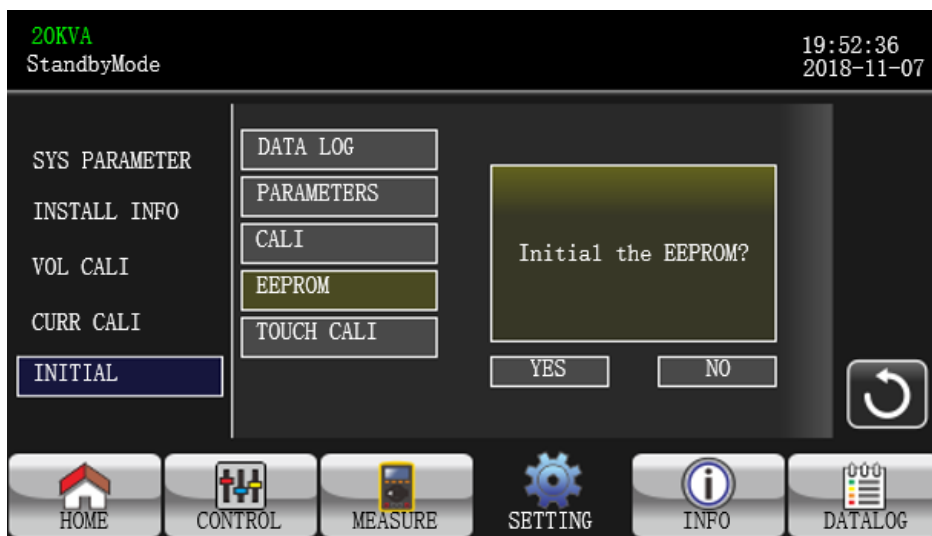 20KVA
StandbyMode
19:52:36
2018-11-07
SYS PARAMETER
INSTALL INFO
VOL CALI
CURR CALI
INITIAL
DATA LOG
PARAMETERS
CALI
EEPROM
TOUCH CALI
Initial the EEPROM?
YES
NO
HOME
CONTROL
MEASURE
SETTING
INFO
DATALOG